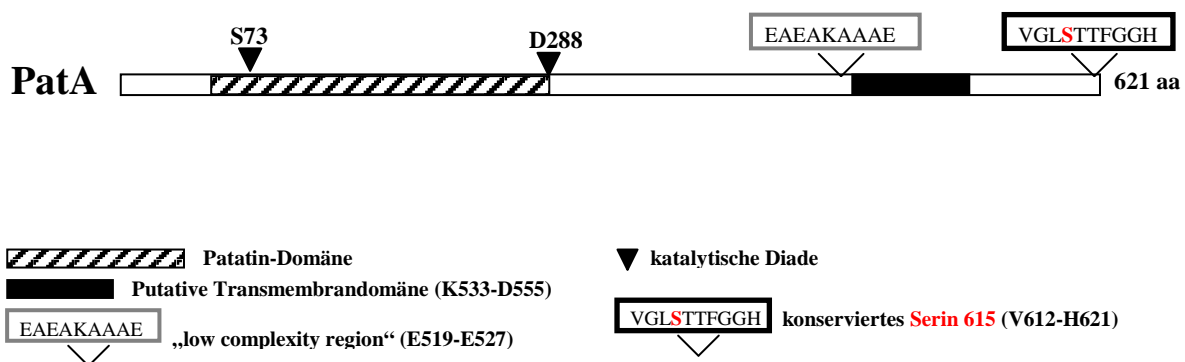 S73
D288
EAEAKAAAE
VGLSTTFGGH
PatA
621 aa
Patatin-Domäne
katalytische Diade
Putative Transmembrandomäne (K533-D555)
EAEAKAAAE
„low complexity region“ (E519-E527)
VGLSTTFGGH
konserviertes Serin 615 (V612-H621)